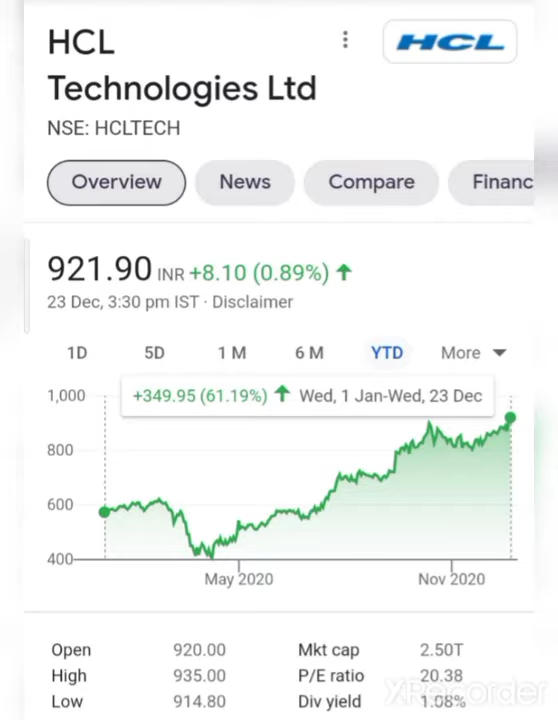 HCL
Technologies Ltd
HCL
NSE: HCLTECH
Overview News Compare Financ
921.90 INR +8.10 (0.89%) ↑
23 Dec, 3:30 pm IST · Disclaimer
1D 5D 1 M 6 M YTD More
+349.95 (61.19%) ↑ Wed, 1 Jan-Wed, 23 Dec
1,000
800
600
400
May 2020 Nov 2020
Open 920.00 Mkt cap 2.50T
High 935.00 P/E ratio 20.38
Low 914.80 Div yield 1.08%
XRecorder